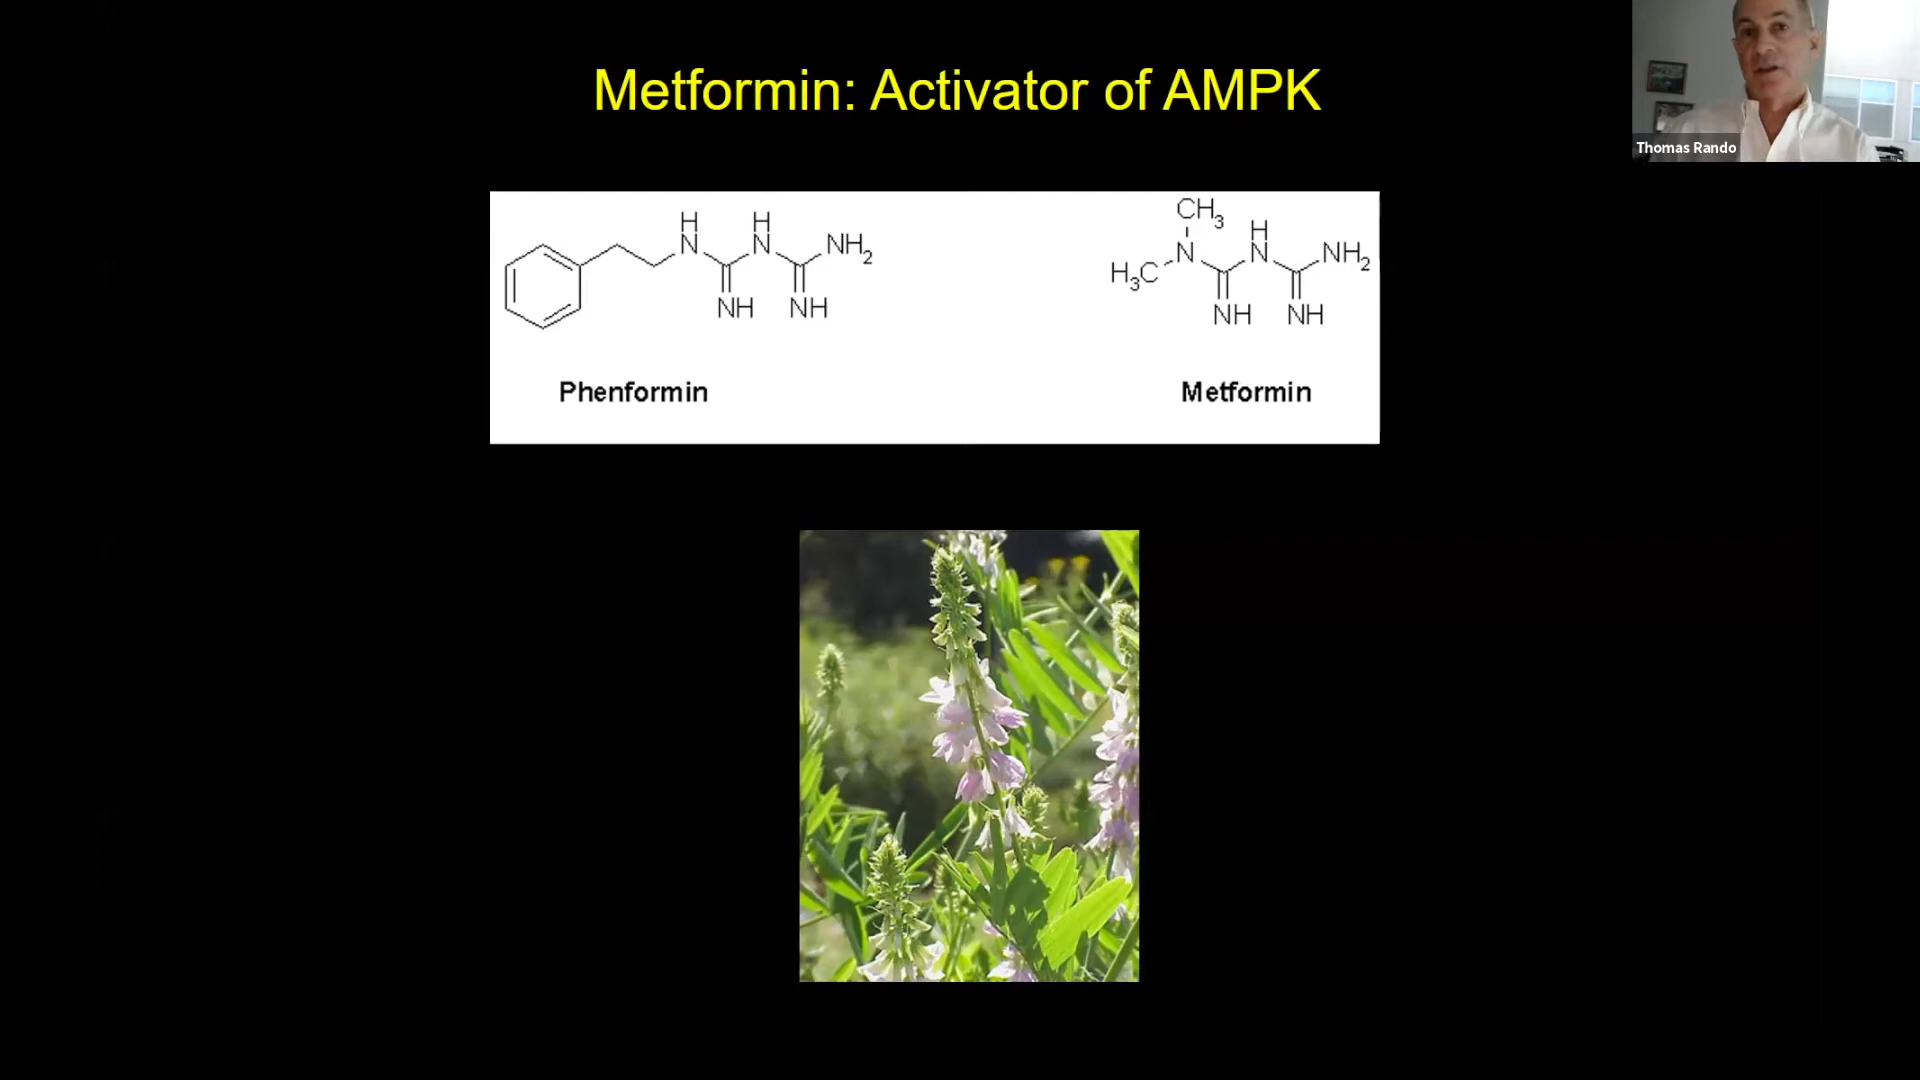 Metformin: Activator of AMPK
Thomas Rando
H
N
H
N
NH2
NH
NH
Phenformin
CH3
H3C
N
H
N
NH2
NH
NH
Metformin